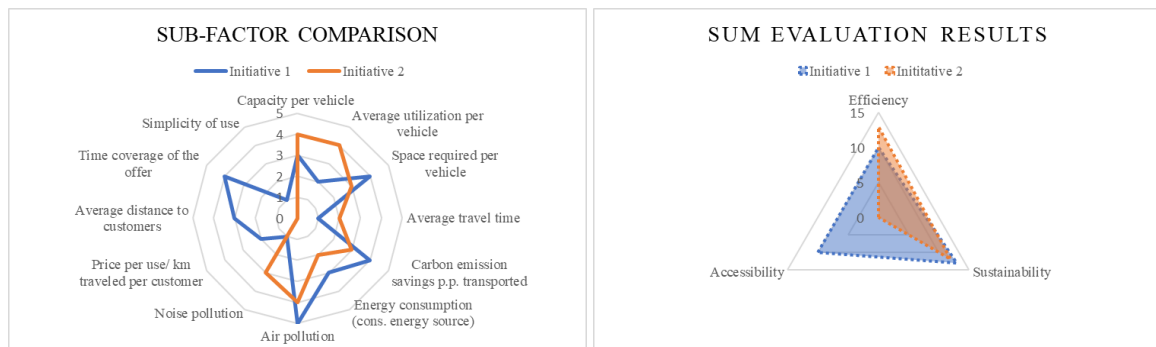 SUB-FACTOR COMPARISON
Initiative 1
Initiative 2
Capacity per vehicle
5
4
3
2
1
0
Average utilization per
vehicle
Space required per
vehicle
Average travel time
Carbon emission
savings p.p. transported
Energy consumption
(cons. energy source)
Air pollution
Noise pollution
Price per use/ km
traveled per customer
Average distance to
customers
Time coverage of the
offer
Simplicity of use
SUM EVALUATION RESULTS
Initiative 1
Inititative 2
Efficiency
15
10
5
0
Accessibility
Sustainability